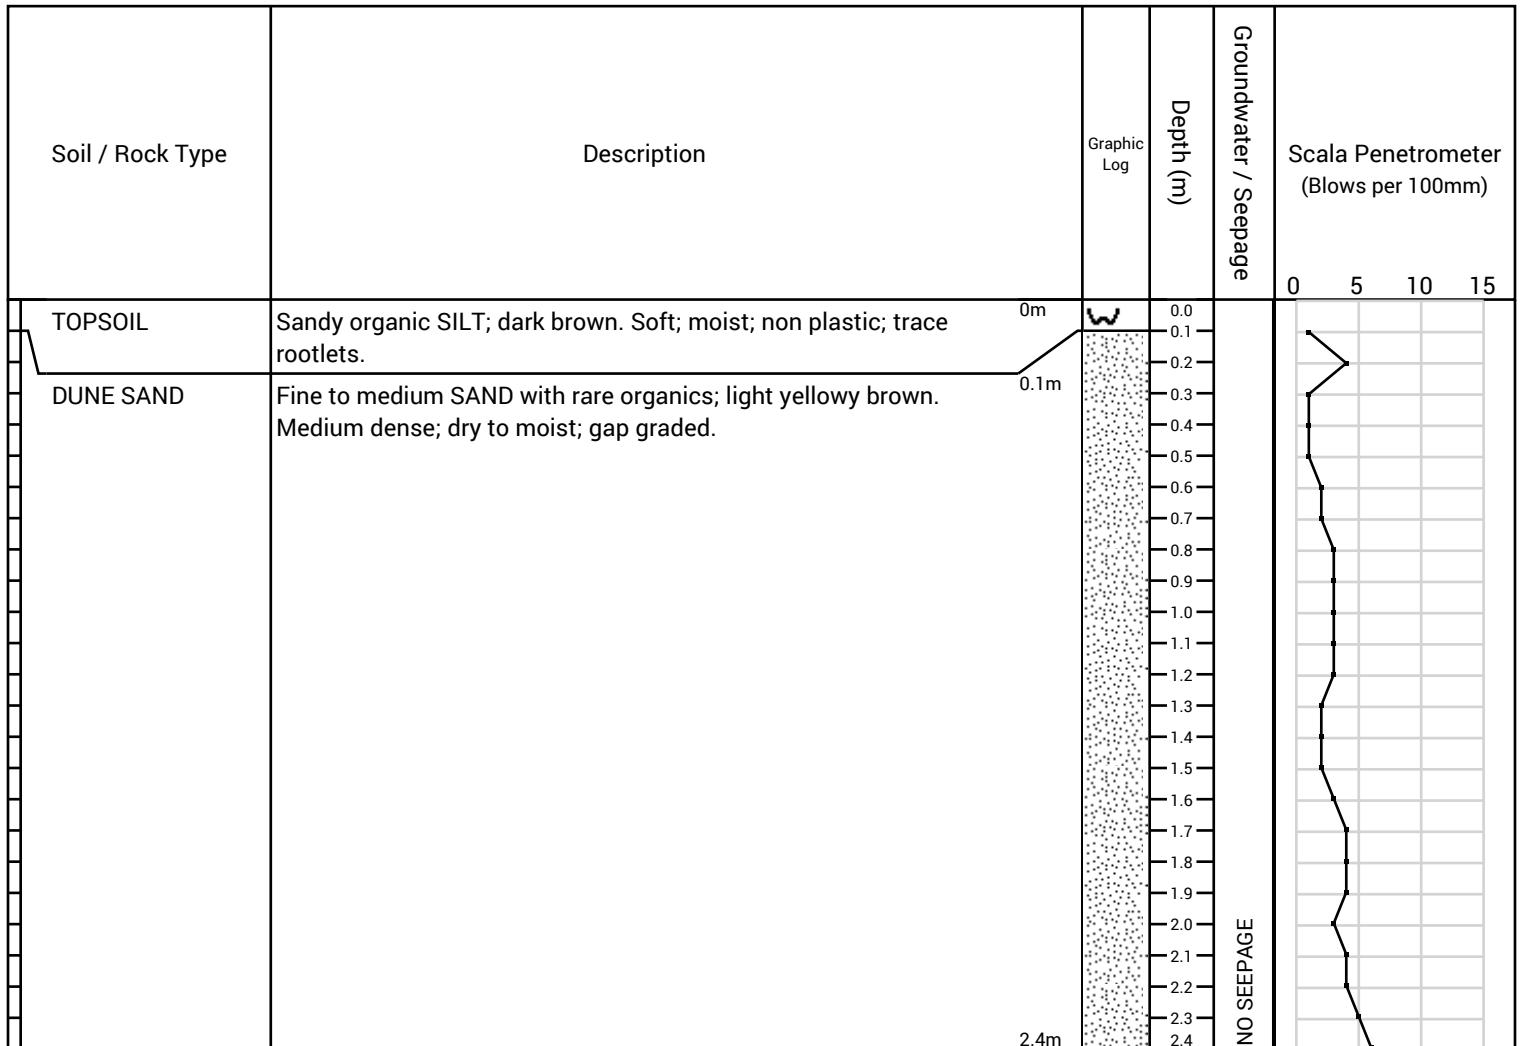 Soil / Rock Type
Description
Graphic
Log
Depth (m)
Groundwater / Seepage
Scala Penetrometer
(Blows per 100mm)
0 5 10 15
TOPSOIL
Sandy organic SILT; dark brown. Soft; moist; non plastic; trace
rootlets.
0m
0.1m
DUNE SAND
Fine to medium SAND with rare organics; light yellowy brown.
Medium dense; dry to moist; gap graded.
2.4m
0.0
0.1
0.2
0.3
0.4
0.5
0.6
0.7
0.8
0.9
1.0
1.1
1.2
1.3
1.4
1.5
1.6
1.7
1.8
1.9
2.0
2.1
2.2
2.3
2.4
NO SEEPAGE